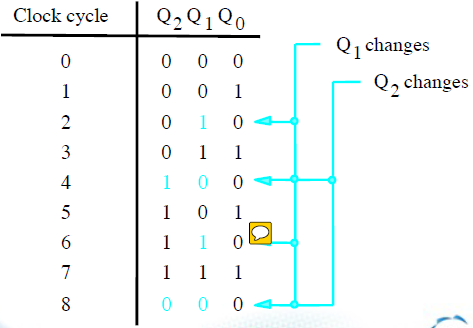 Clock cycle Q2 Q1 Q0
Q1 changes
0 0 0 0
Q2 changes
1 0 0 1
2 0 1 0
3 0 1 1
4 1 0 0
5 1 0 1
6 1 1 0
7 1 1 1
8 0 0 0